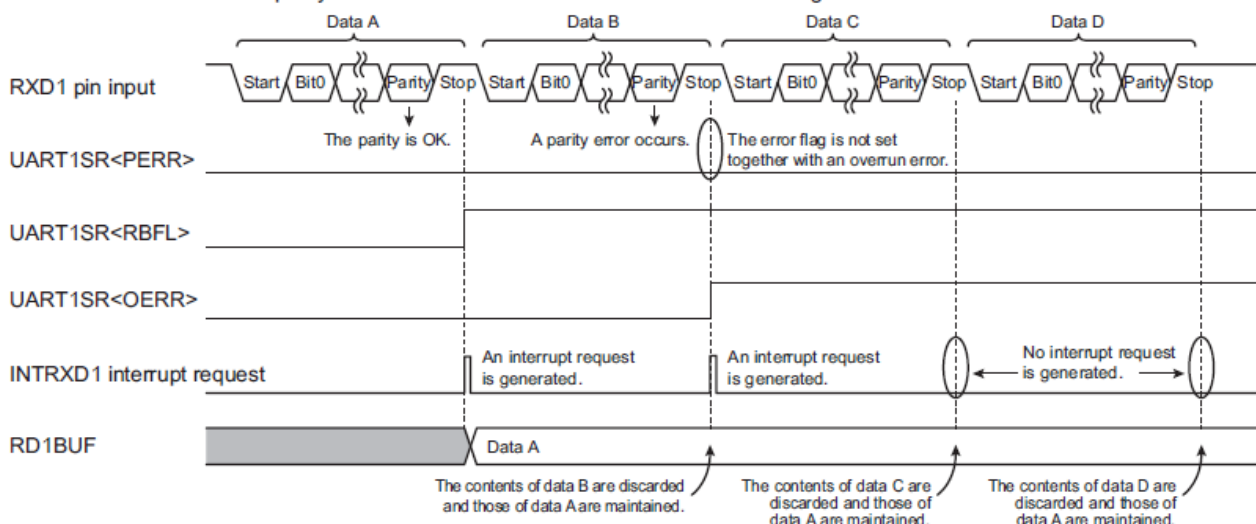 Data A
Data B
Data C
Data D
RXD1 pin input
Start Bit0 Parity Stop Start Bit0 Parity Stop Start Bit0 Parity Stop Start Bit0 Parity Stop
The parity is OK.
A parity error occurs.
The error flag is not set
together with an overrun error.
UART1SR<PERR>
UART1SR<RBFL>
UART1SR<OERR>
INTRXD1 interrupt request
An interrupt request
is generated.
An interrupt request
is generated.
No interrupt request
is generated.
RD1BUF
Data A
The contents of data B are discarded
and those of data A are maintained.
The contents of data C are
discarded and those of
data A are maintained.
The contents of data D are
discarded and those of
data A are maintained.